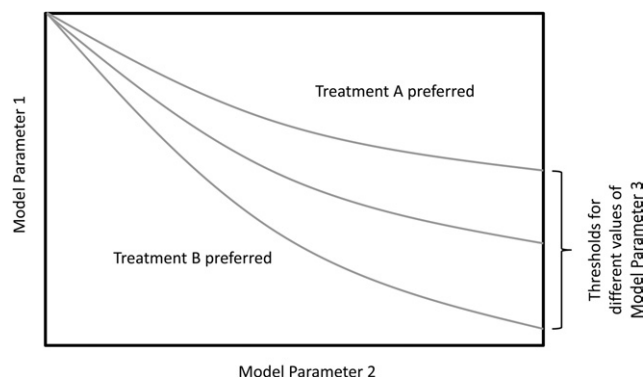 Model Parameter 1
Treatment A preferred
Treatment B preferred
Thresholds for
different values of
Model Parameter 3
Model Parameter 2